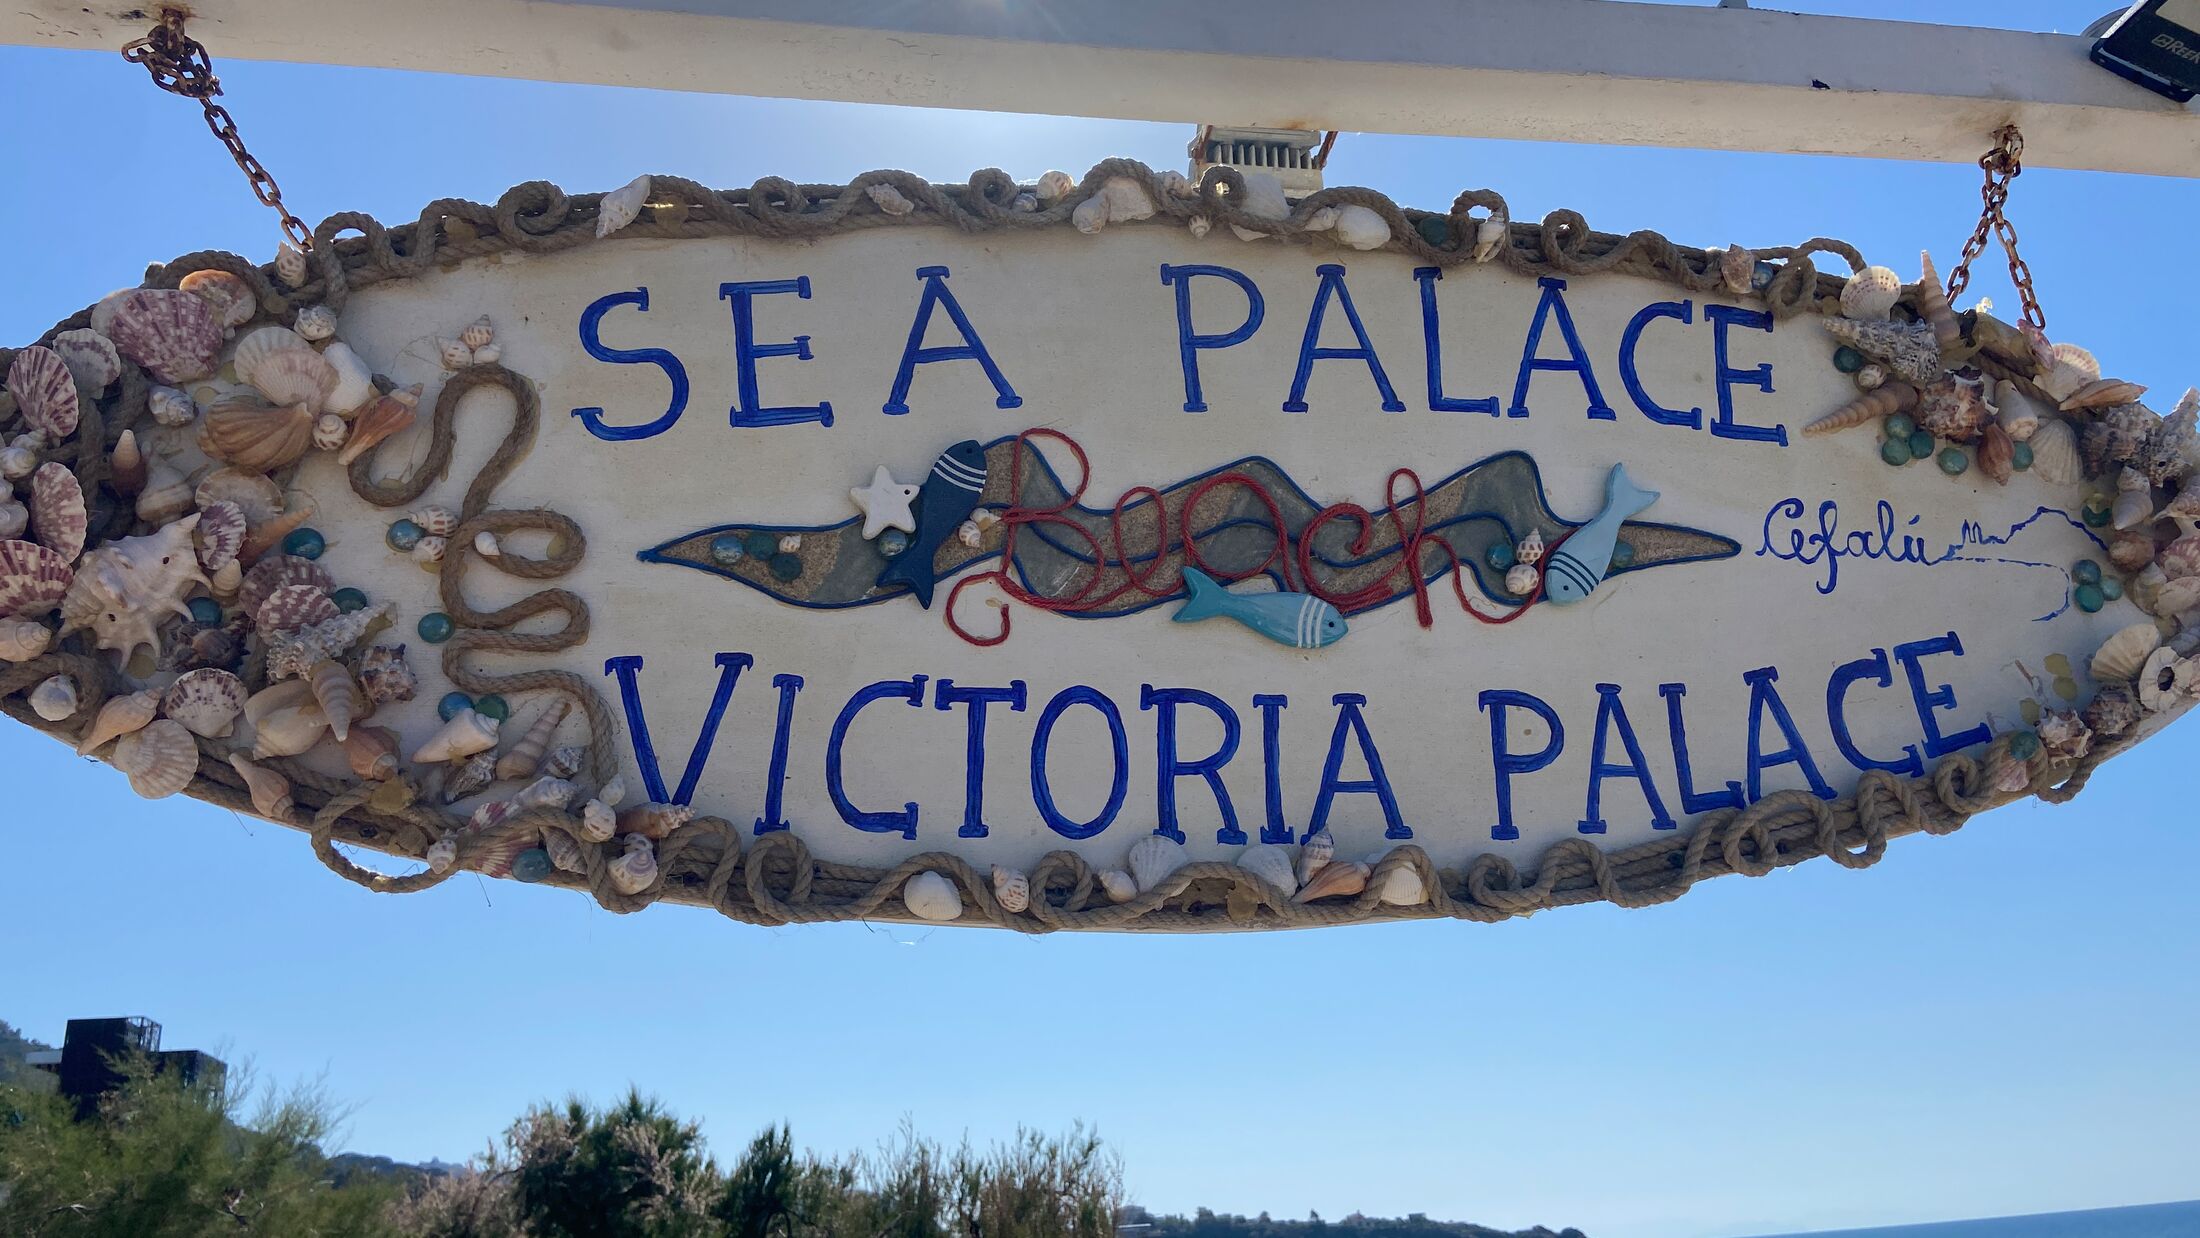 SEA PALACE
Beach
Cefalù
VICTORIA PALACE